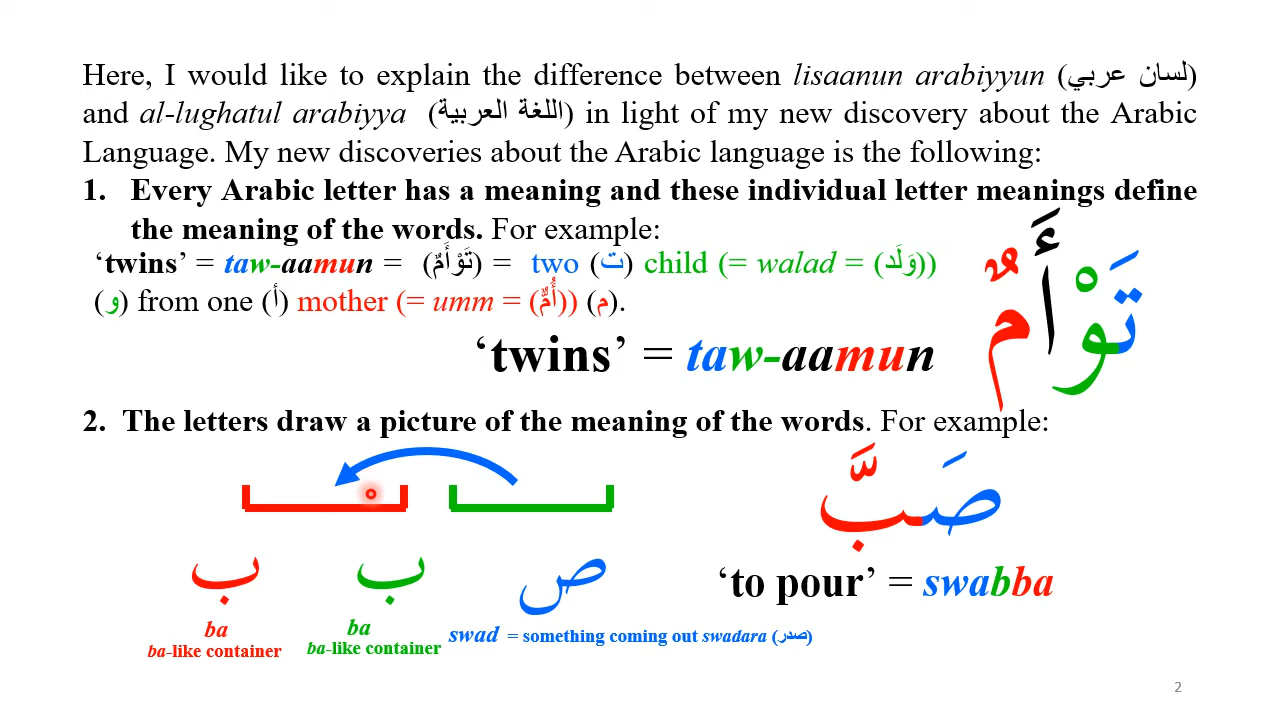 Here, I would like to explain the difference between lisaanun arabiyyun (لسان عربي)
and al-lughatul arabiyya (اللغة العربية) in light of my new discovery about the Arabic
Language. My new discoveries about the Arabic language is the following:
1. Every Arabic letter has a meaning and these individual letter meanings define
the meaning of the words. For example:
‘twins’ = taw-aamun = (تَوْأَمٌ) = two (ت) child (= walad = (وَلَد))
(و) from one (أ) mother (= umm = (أُمٌّ)) (م).
تَوْأَمٌ
‘twins’ = taw-aamun
2. The letters draw a picture of the meaning of the words. For example:
صَبَّ
ب ب ص
‘to pour’ = swabba
ba ba swad = something coming out swadara (صدر)
ba-like container ba-like container
2